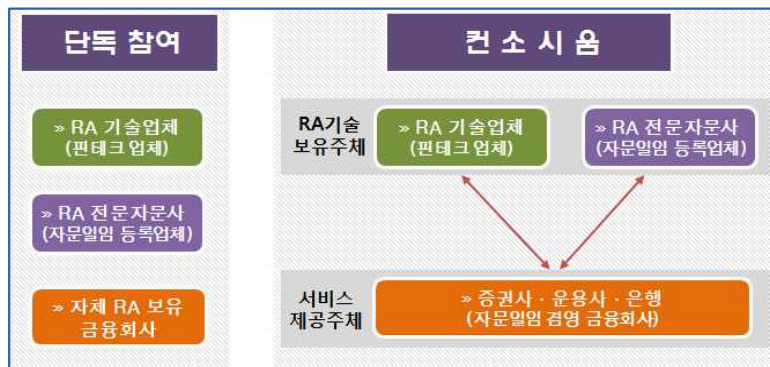 단독 참여
» RA 기술업체
(핀테크 업체)
» RA 전문자문사
(자문일임 등록업체)
» 자체 RA 보유
금융회사
컨 소 시 움
RA기술
보유주체
» RA 기술업체
(핀테크 업체)
» RA 전문자문사
(자문일임 등록업체)
서비스
제공주체
» 증권사 · 운용사 · 은행
(자문일임 겸영 금융회사)